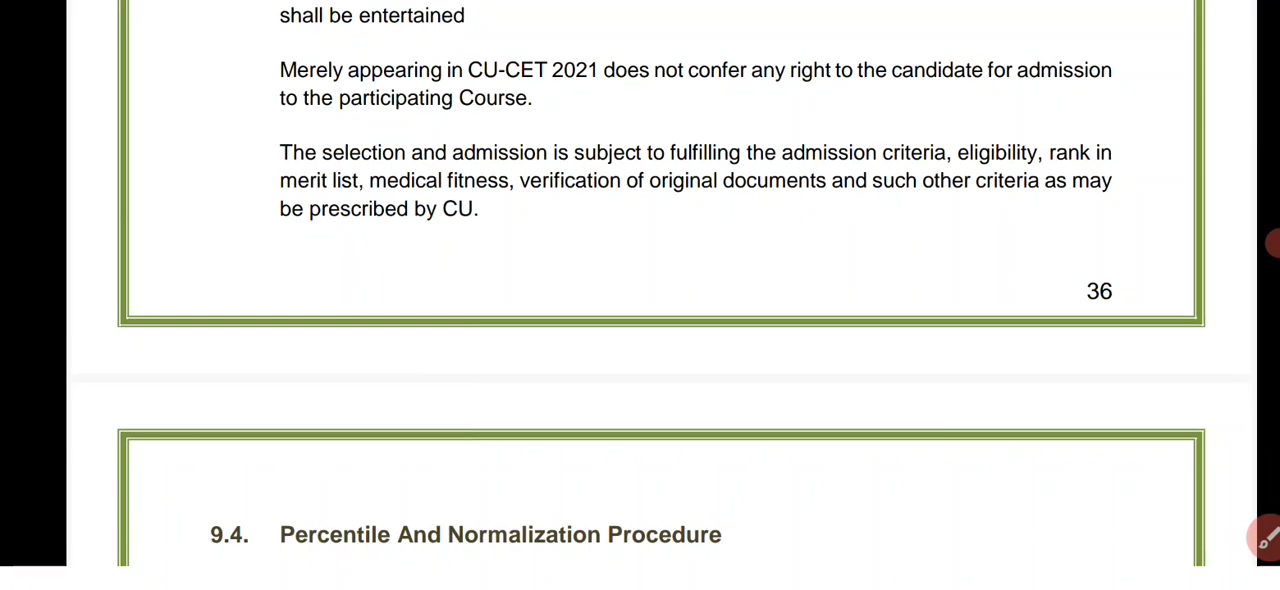 shall be entertained
Merely appearing in CU-CET 2021 does not confer any right to the candidate for admission
to the participating Course.
The selection and admission is subject to fulfilling the admission criteria, eligibility, rank in
merit list, medical fitness, verification of original documents and such other criteria as may
be prescribed by CU.
36
9.4. Percentile And Normalization Procedure